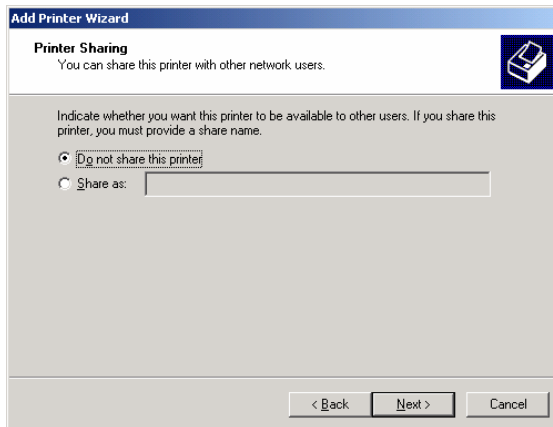 Add Printer Wizard
Printer Sharing
You can share this printer with other network users.
Indicate whether you want this printer to be available to other users. If you share this
printer, you must provide a share name.
Do not share this printer
Share as:
< Back
Next >
Cancel